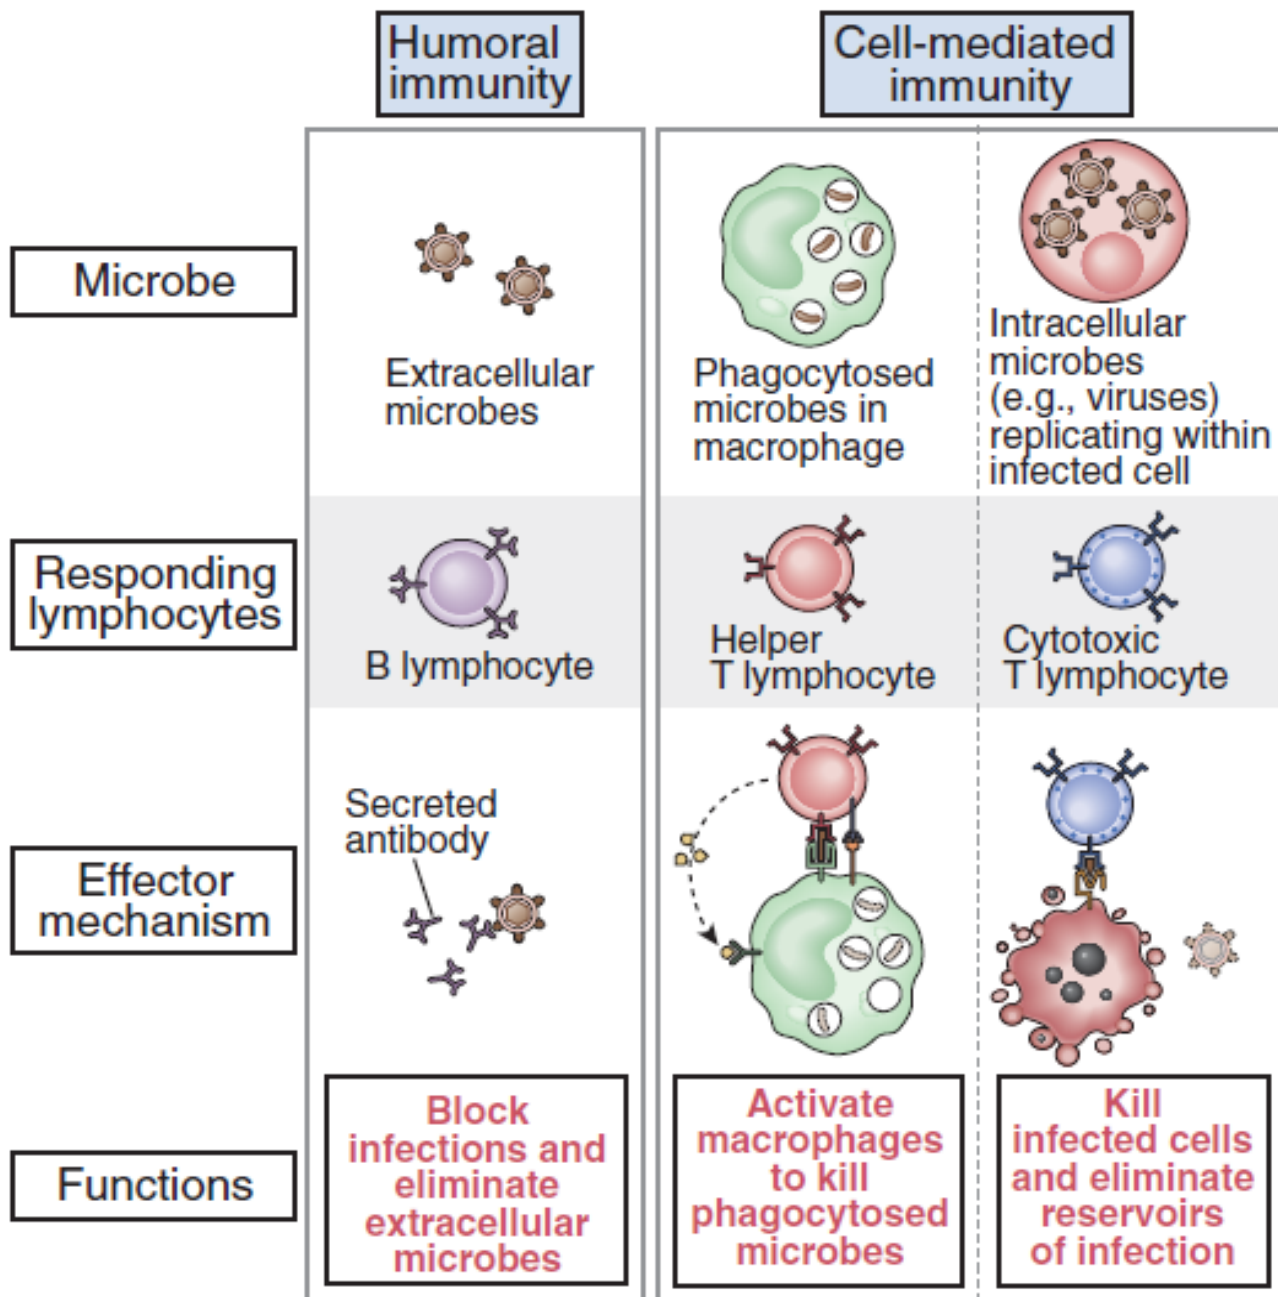 Humoral
immunity
Cell-mediated
immunity
Microbe
Extracellular
microbes
Phagocytosed
microbes in
macrophage
Intracellular
microbes
(e.g., viruses)
replicating within
infected cell
Responding
lymphocytes
B lymphocyte
Helper
T lymphocyte
Cytotoxic
T lymphocyte
Effector
mechanism
Secreted
antibody
Functions
Block
infections and
eliminate
extracellular
microbes
Activate
macrophages
to kill
phagocytosed
microbes
Kill
infected cells
and eliminate
reservoirs
of infection